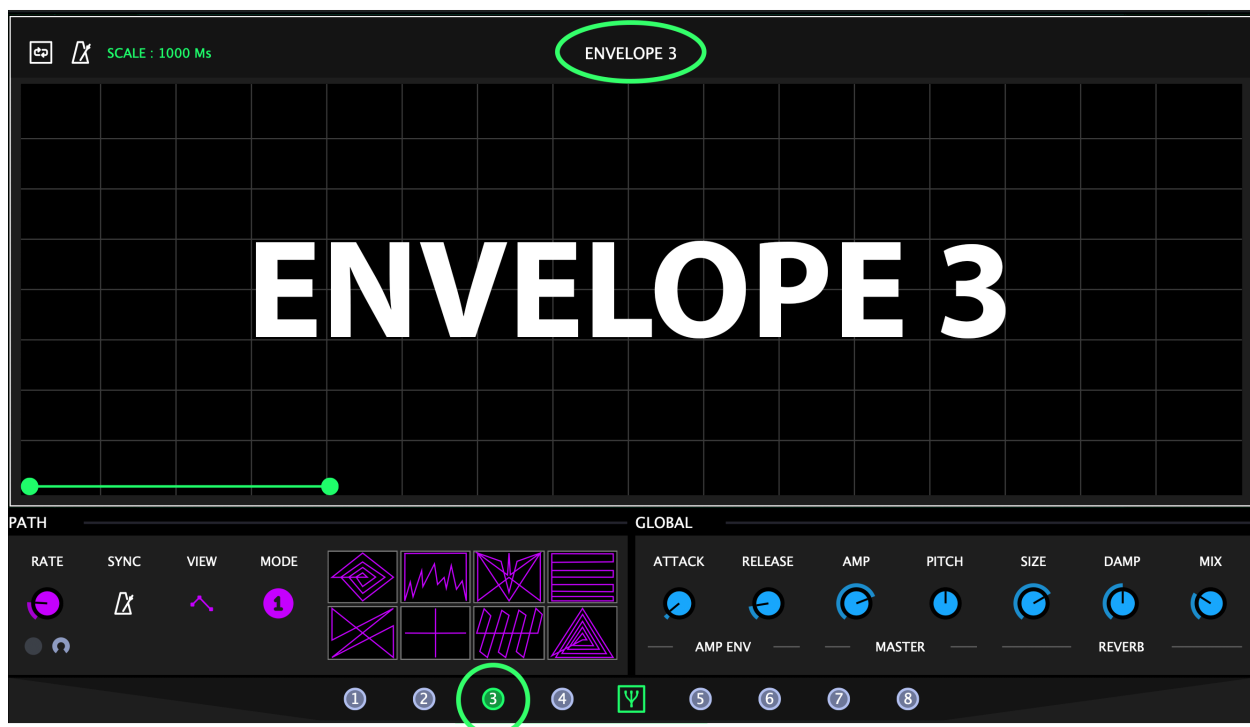 SCALE : 1000 Ms
ENVELOPE 3
ENVELOPE 3
PATH
GLOBAL
RATE SYNC VIEW MODE
ATTACK RELEASE AMP PITCH SIZE DAMP MIX
1
AMP ENV MASTER REVERB
1 2 3 4 5 6 7 8